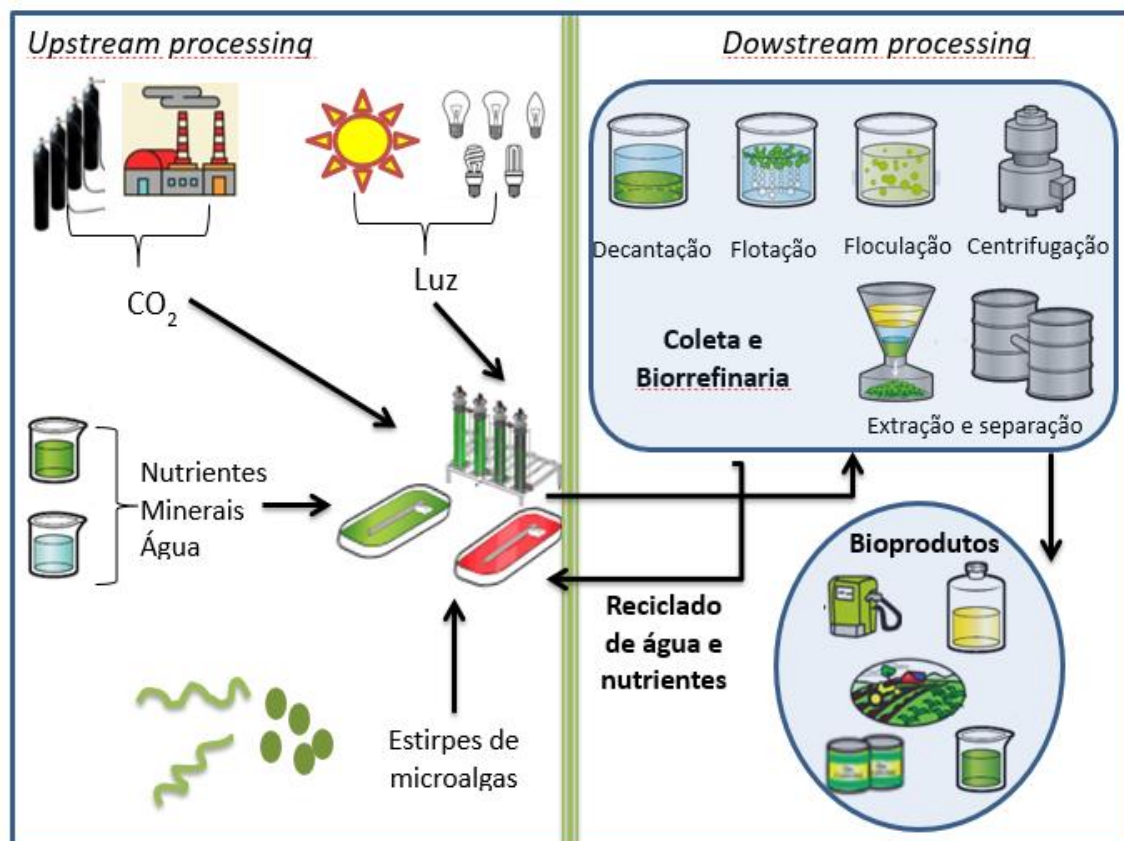 Upstream processing
Dowstream processing
CO₂
Luz
Nutrientes
Minerais
Água
Estirpes de
microalgas
Decantação
Flotação
Floculação
Centrifugação
Coleta e
Biorrefinaria
Extração e separação
Reciclado
de água e
nutrientes
Bioprodutos